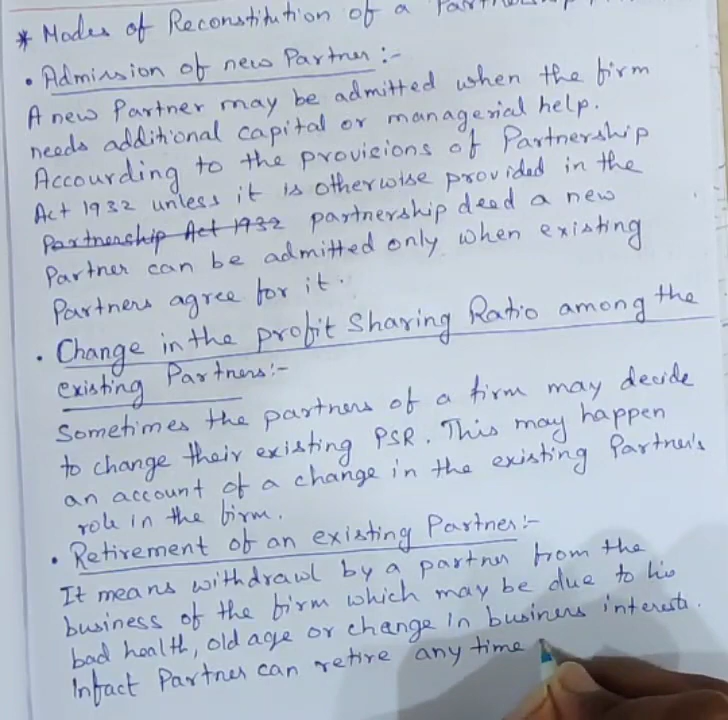 * Modes of Reconstitution of a Partnership
• Admission of new Partner :-
A new Partner may be admitted when the firm
needs additional capital or managerial help.
Accourding to the provisions of Partnership
Act 1932 unless it is otherwise provided in the
Partnership Act 1932 partnership deed a new
Partner can be admitted only when existing
Partners agree for it.
• Change in the profit Sharing Ratio among the
existing Partners:-
Sometimes the partners of a firm may decide
to change their existing PSR. This may happen
an account of a change in the existing Partner's
role in the firm.
• Retirement of an existing Partner:-
It means withdrawl by a partner from the
business of the firm which may be due to his
bad health, old age or change in business interests.
Infact Partner can retire any time